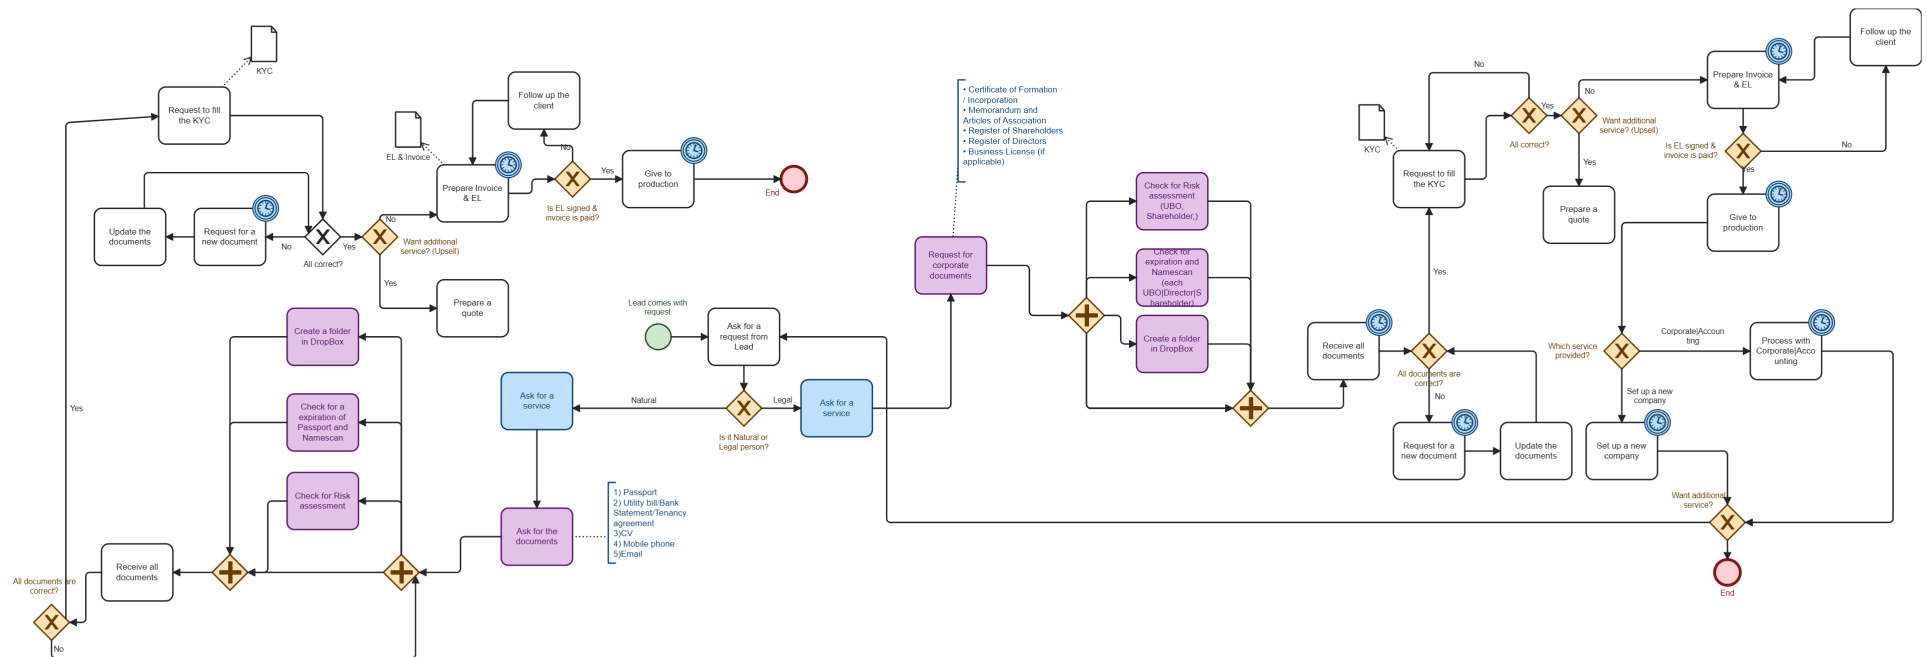 KYC
Request to fill
the KYC
Update the
documents
Request for a
new document
No
All correct?
Yes
No
Want additional
service? (Upsell)
Yes
Prepare a
quote
EL & Invoice
Prepare Invoice
& EL
Follow up the
client
No
Is EL signed &
invoice is paid?
Yes
Give to
production
End
Create a folder
in DropBox
Check for a
expiration of
Passport and
Namescan
Check for Risk
assessment
Yes
Receive all
documents
All documents are
correct?
No
Lead comes with
request
Ask for a
request from
Lead
Ask for a
service
Natural
Is it Natural or
Legal person?
Legal
Ask for a
service
Ask for the
documents
1) Passport
2) Utility bill/Bank
Statement/Tenancy
agreement
3)CV
4) Mobile phone
5)Email
• Certificate of Formation
/ Incorporation
• Memorandum and
Articles of Association
• Register of Shareholders
• Register of Directors
• Business License (if
applicable)
Request for
corporate
documents
Check for Risk
assessment
(UBO,
Shareholder,)
Check for
expiration and
Namescan
(each
UBO|Director|S
hareholder)
Create a folder
in DropBox
Receive all
documents
All documents are
correct?
Yes
No
Request for a
new document
Update the
documents
KYC
Request to fill
the KYC
No
All correct?
Yes
No
Want additional
service? (Upsell)
Yes
Prepare a
quote
Prepare Invoice
& EL
Follow up the
client
Is EL signed &
invoice is paid?
No
Yes
Give to
production
Which service
provided?
Corporate|Accoun
ting
Process with
Corporate|Acco
unting
Set up a new
company
Set up a new
company
Want additional
service?
End